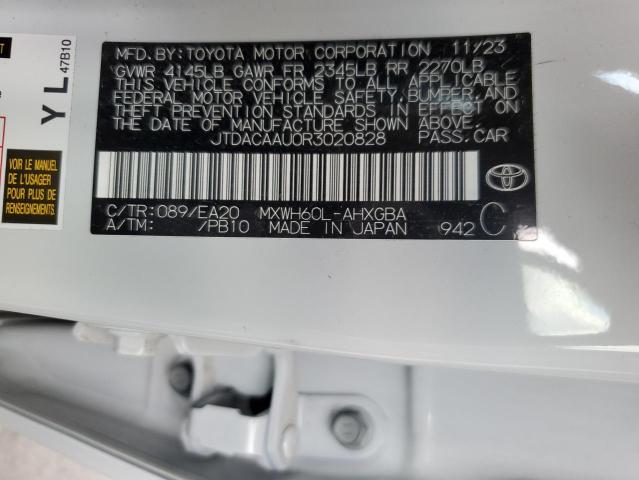 MFD. BY: TOYOTA MOTOR CORPORATION 11/23
GVWR 4145LB GAWR FR 2345LB RR 2270LB
THIS VEHICLE CONFORMS TO ALL APPLICABLE
FEDERAL MOTOR VEHICLE SAFETY, BUMPER, AND
THEFT PREVENTION STANDARDS IN EFFECT ON
THE DATE OF MANUFACTURE SHOWN ABOVE.
JTDACAAU0R3020828 PASS. CAR
C/TR: 089/EA20 MXWH60L-AHXGBA
A/TM: /PB10 MADE IN JAPAN 942 C
TOYOTA
YL
47B10
VOIR LE MANUEL
DE L'USAGER
POUR PLUS DE
RENSEIGNEMENTS